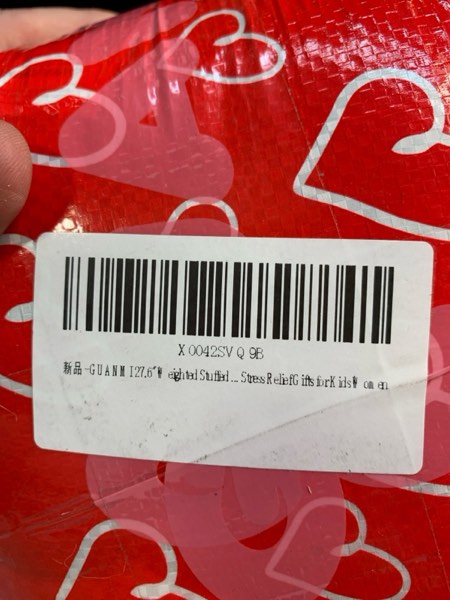 X0042SVQ9B
新品-GUANMI 27.6" Weighted Stuffed ... Stress Relief Gifts for Kids Women